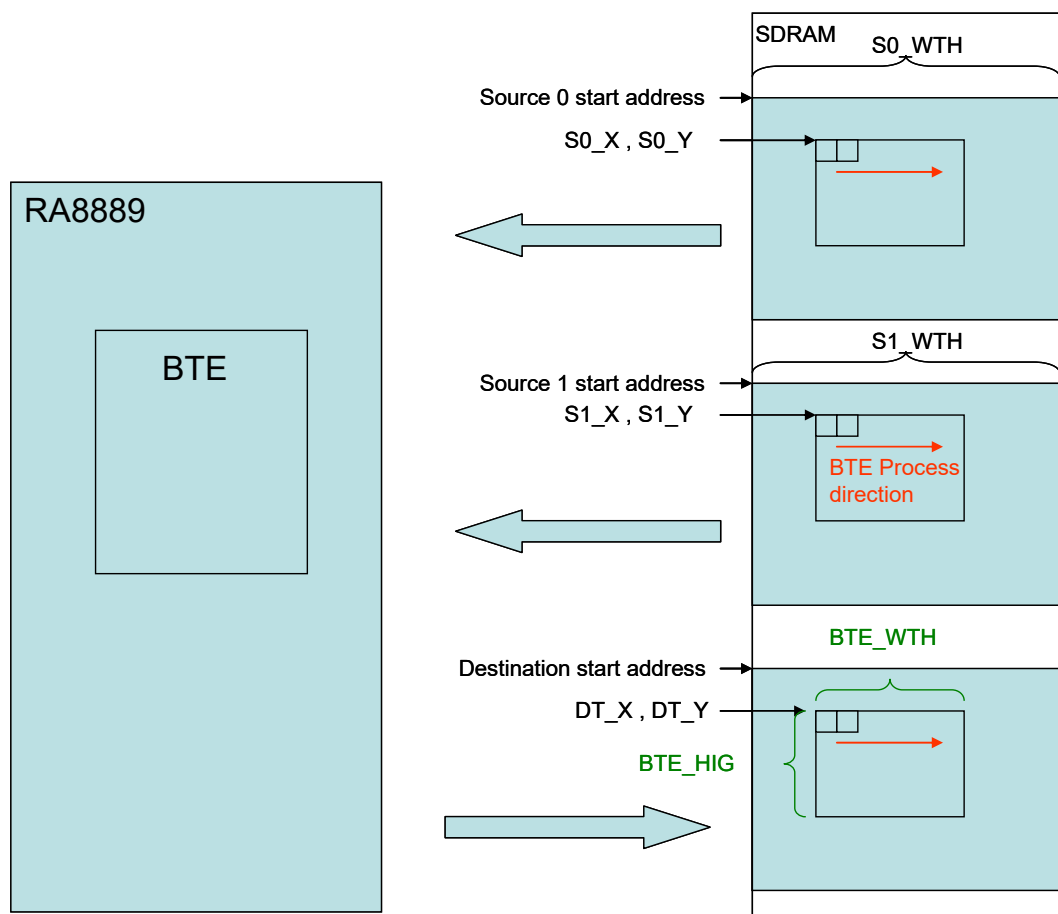 SDRAM
S0_WTH
Source 0 start address
S0_X , S0_Y
RA8889
BTE
S1_WTH
Source 1 start address
S1_X , S1_Y
BTE Process
direction
BTE_WTH
Destination start address
DT_X , DT_Y
BTE_HIG